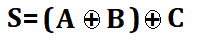 S=(A ⊕ B)⊕ C